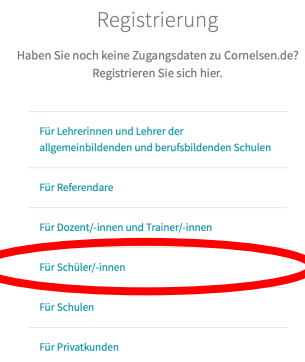 Registrierung
Haben Sie noch keine Zugangsdaten zu Cornelsen.de?
Registrieren Sie sich hier.
Für Lehrerinnen und Lehrer der
allgemeinbildenden und berufsbildenden Schulen
Für Referendare
Für Dozent/-innen und Trainer/-innen
Für Schüler/-innen
Für Schulen
Für Privatkunden